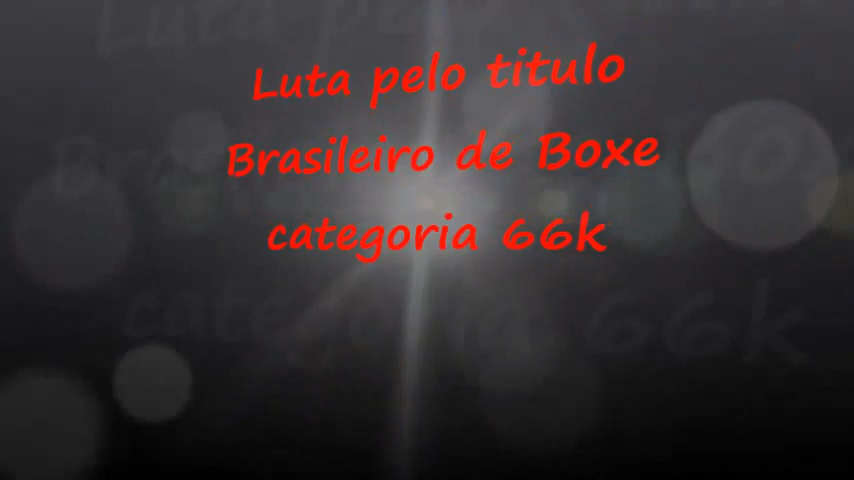 Luta pelo titulo
Brasileiro de Boxe
categoria 66k